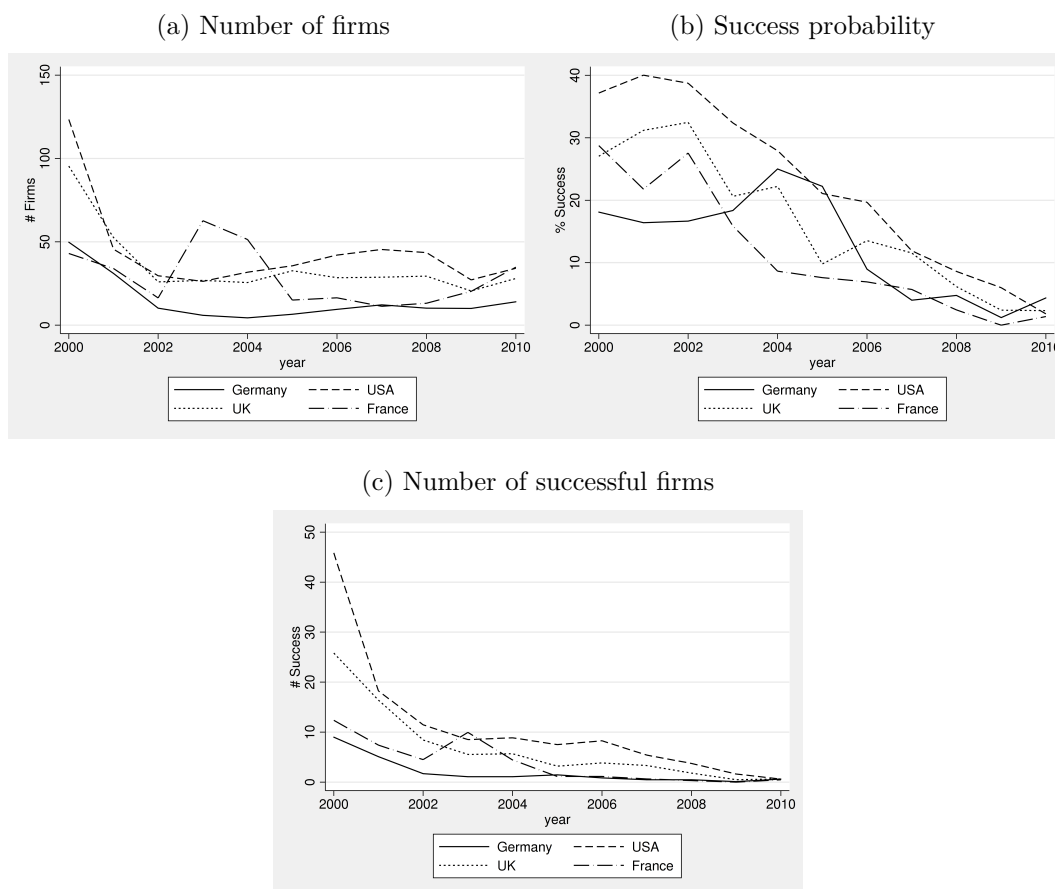 (a) Number of firms
# Firms
150
100
50
0
2000 2002 2004 2006 2008 2010
year
Germany USA
UK France
(b) Success probability
% Success
40
30
20
10
0
2000 2002 2004 2006 2008 2010
year
Germany USA
UK France
(c) Number of successful firms
# Success
50
40
30
20
10
0
2000 2002 2004 2006 2008 2010
year
Germany USA
UK France